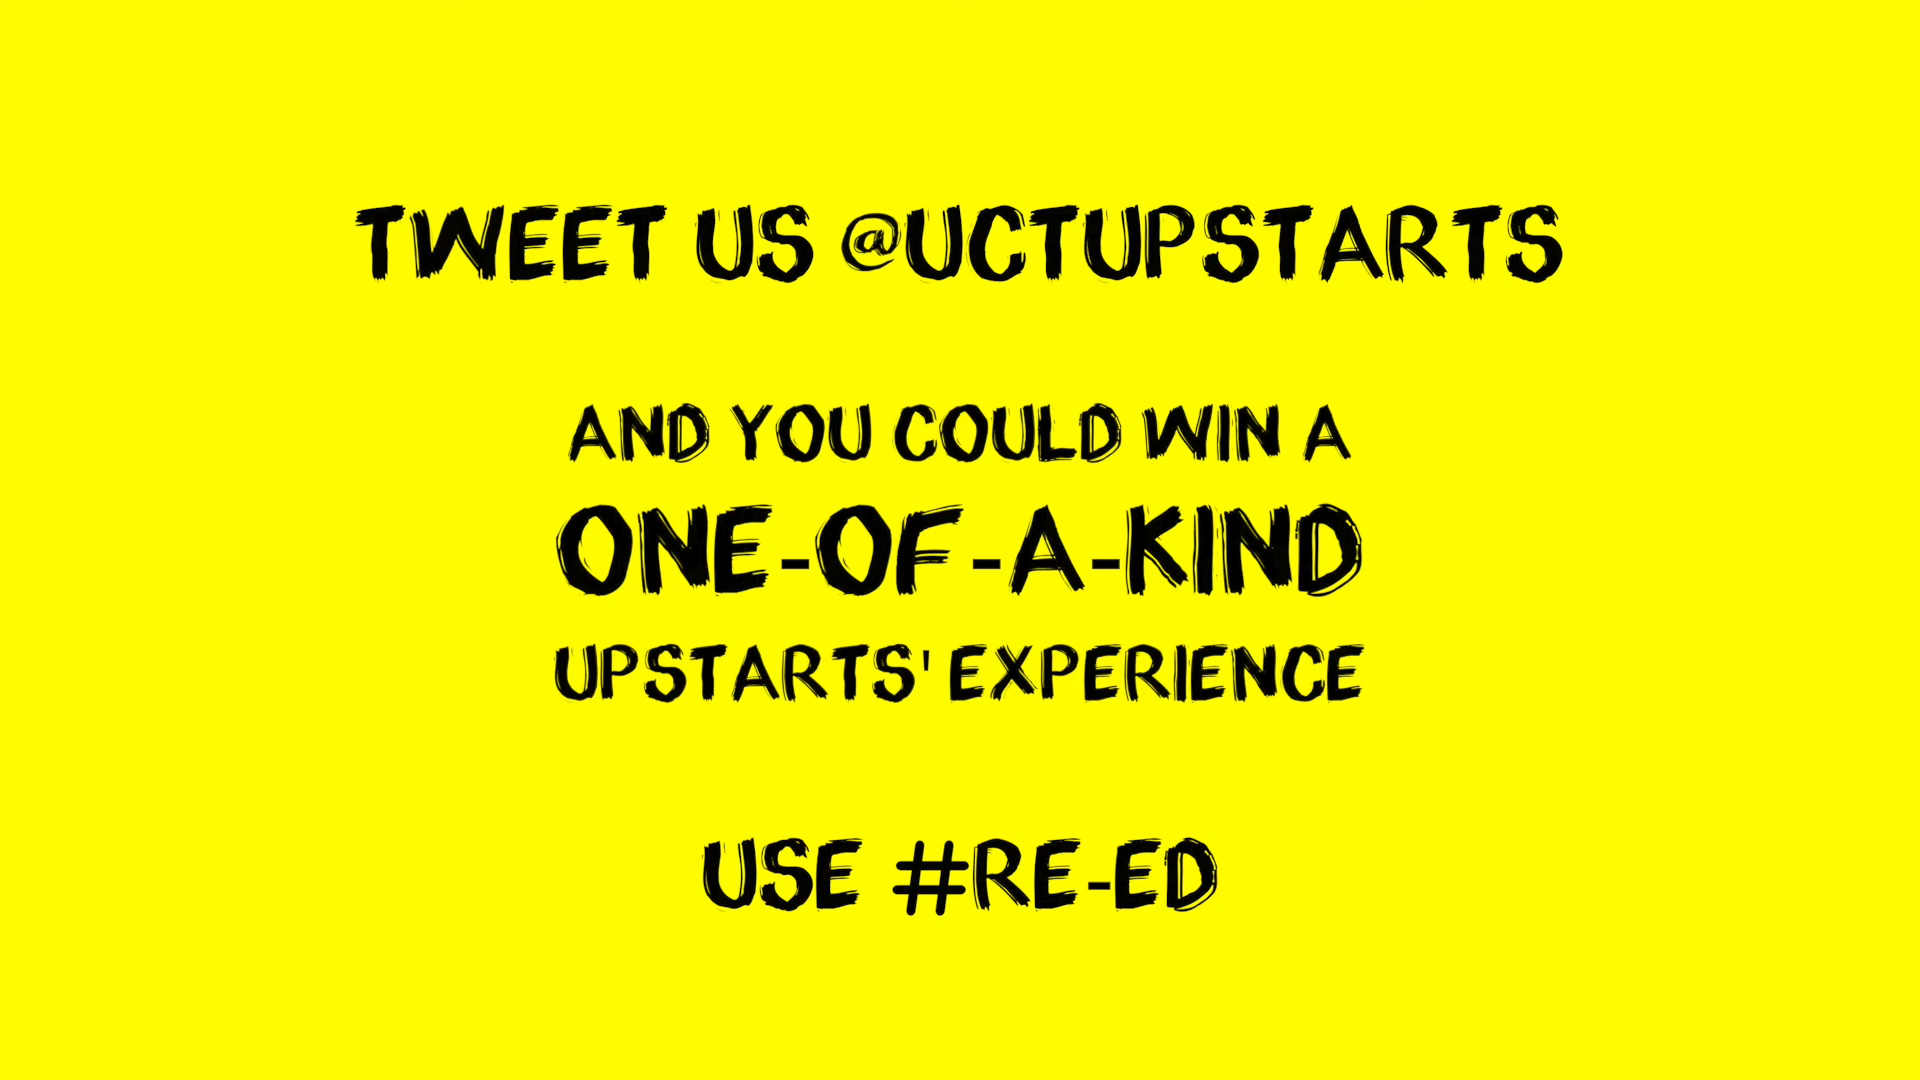 TWEET US @UCTUPSTARTS
AND YOU COULD WIN A
ONE-OF-A-KIND
UPSTARTS' EXPERIENCE
USE #RE-ED